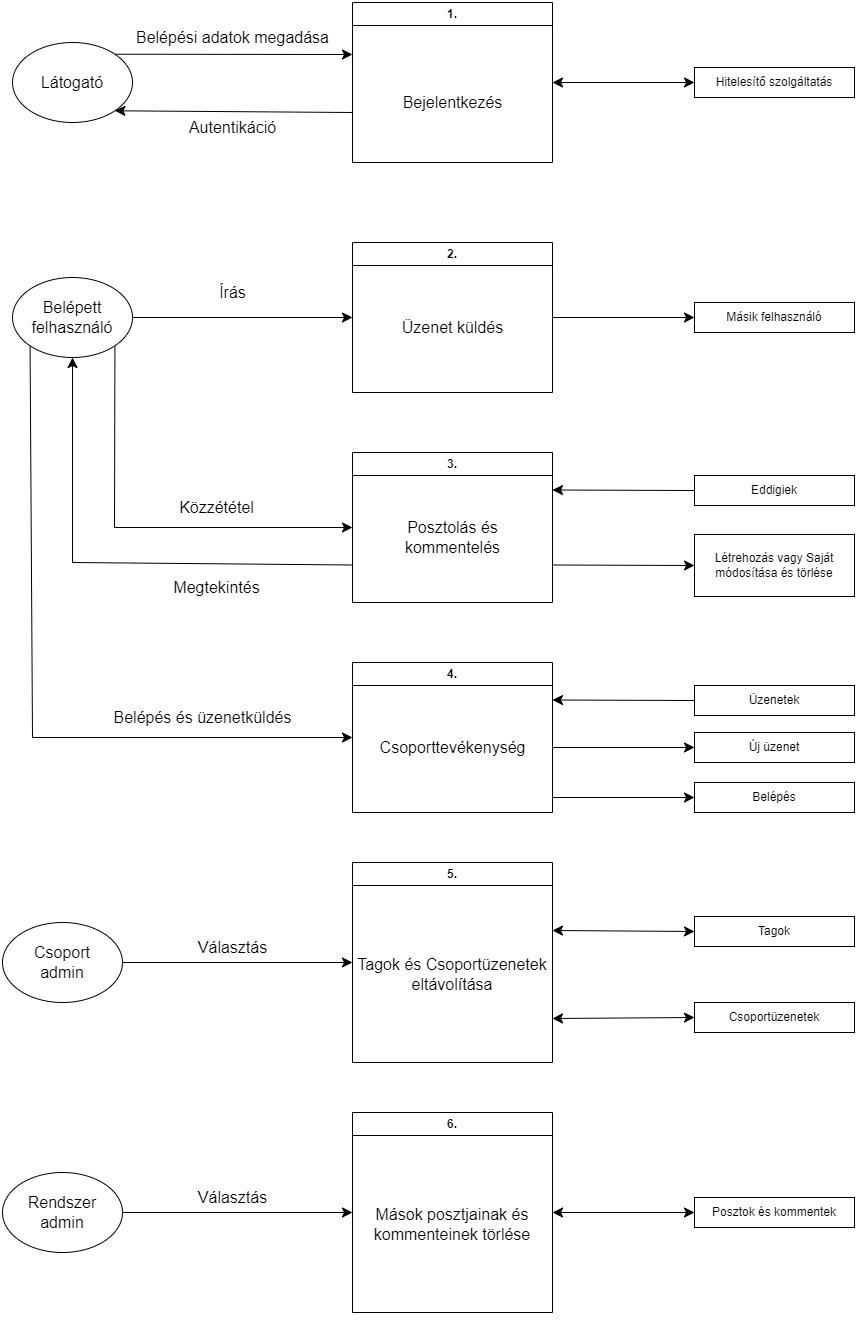 1.
Belépési adatok megadása
Látogató
Bejelentkezés
Hitelesítő szolgáltatás
Autentikáció
2.
Írás
Belépett
felhasználó
Üzenet küldés
Másik felhasználó
3.
Eddigiek
Közzététel
Posztolás és
kommentelés
Létrehozás vagy Saját
módosítása és törlése
Megtekintés
4.
Üzenetek
Belépés és üzenetküldés
Csoporttevékenység
Új üzenet
Belépés
5.
Tagok
Csoport
admin
Választás
Tagok és Csoportüzenetek
eltávolítása
Csoportüzenetek
6.
Rendszer
admin
Választás
Mások posztjainak és
kommenteinek törlése
Posztok és kommentek